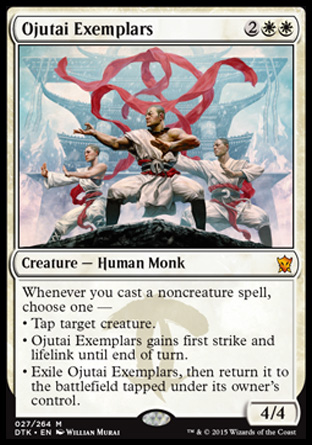 Ojutai Exemplars 2
Creature — Human Monk
Whenever you cast a noncreature spell,
choose one —
• Tap target creature.
• Ojutai Exemplars gains first strike and
lifelink until end of turn.
• Exile Ojutai Exemplars, then return it to
the battlefield tapped under its owner's
control.
4/4
027/264 M
DTK • EN Willian Murai
™ & © 2015 Wizards of the Coast